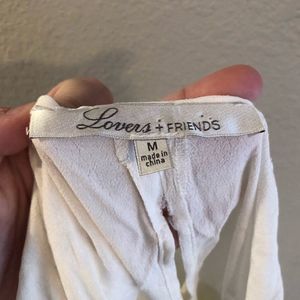 Lovers + FRIENDS
M
made in
china